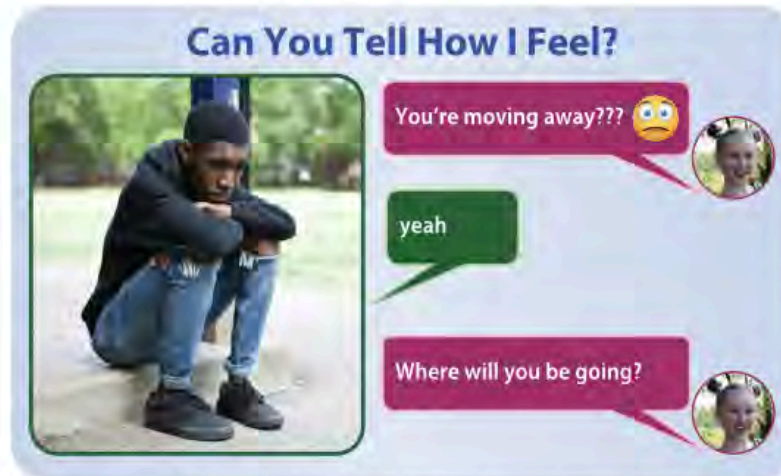 Can You Tell How I Feel?
You're moving away???
yeah
Where will you be going?